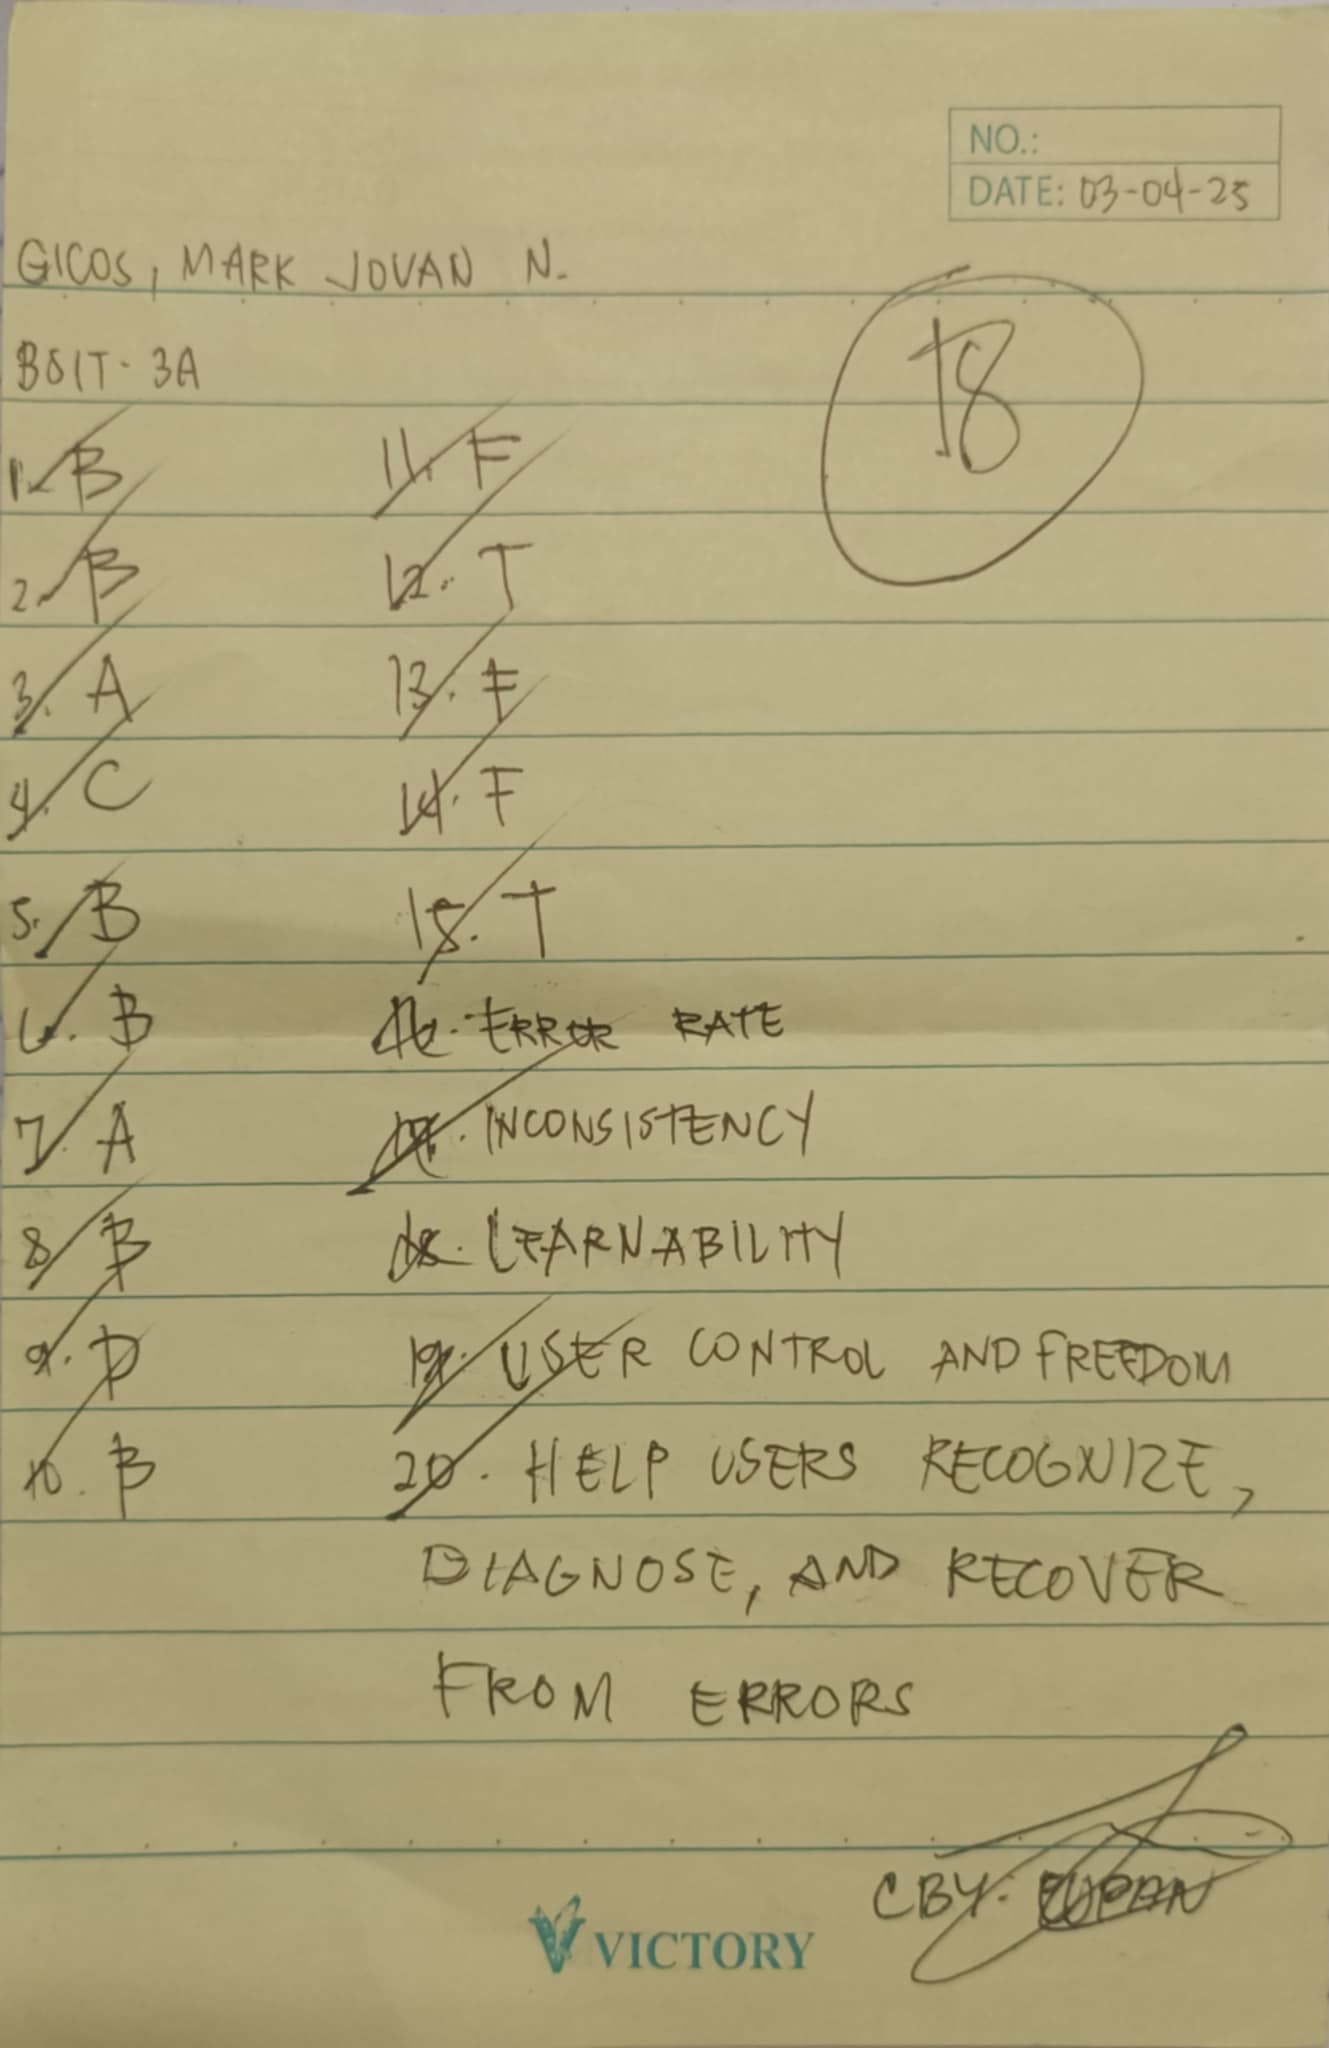 NO.:
DATE: 03-04-25
GICOS, MARK JOVAN N.
18
BSIT-3A
1. B
2. B
3. A
4. C
5. B
6. B
7. A
8. B
9. D
10. B
11. F
12. T
13. F
14. F
15. T
16. ERROR RATE
17. INCONSISTENCY
18. LEARNABILITY
19. USER CONTROL AND FREEDOM
20. HELP USERS RECOGNIZE,
DIAGNOSE, AND RECOVER
FROM ERRORS
CBY:
VICTORY